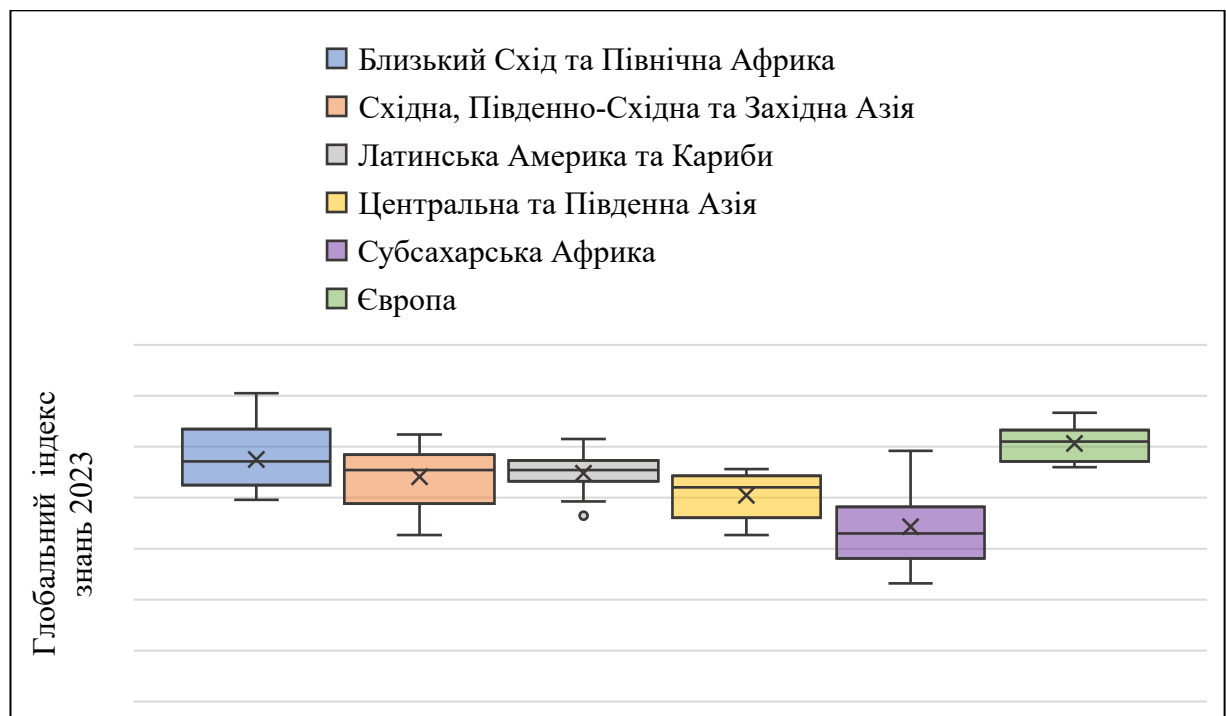 Близький Схід та Північна Африка
Східна, Південно-Східна та Західна Азія
Латинська Америка та Кариби
Центральна та Південна Азія
Субсахарська Африка
Європа
Глобальний індекс
знань 2023